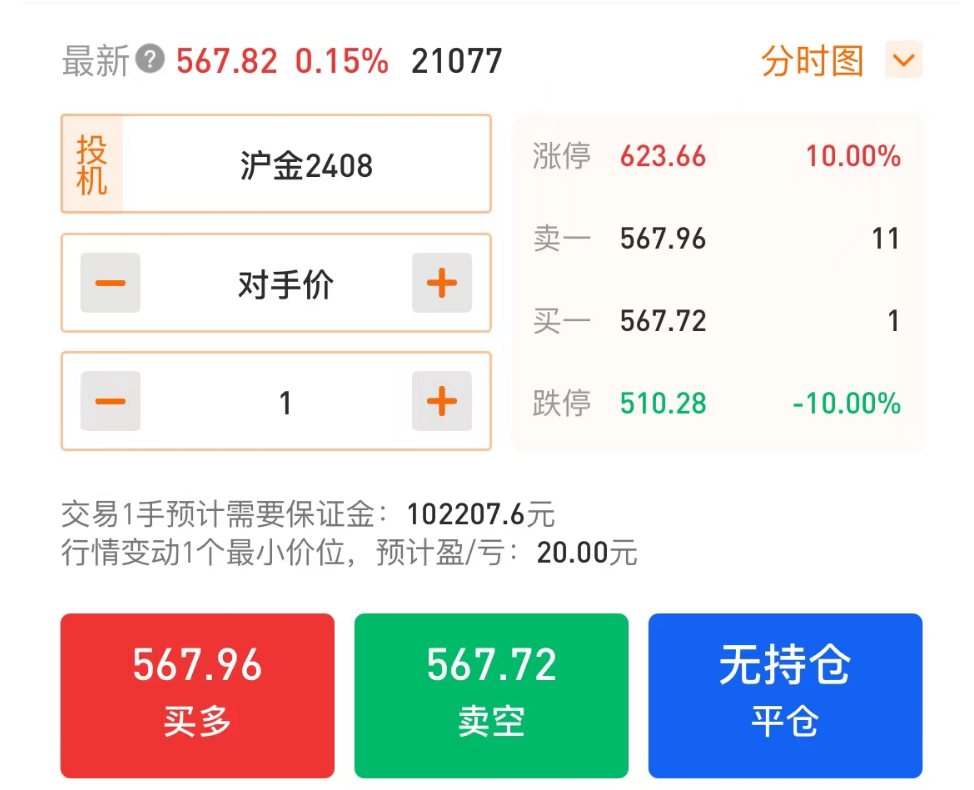 最新 ? 567.82 0.15% 21077
分时图
投机 沪金2408
对手价
1
涨停 623.66 10.00%
卖一 567.96 11
买一 567.72 1
跌停 510.28 -10.00%
交易1手预计需要保证金：102207.6元
行情变动1个最小价位，预计盈/亏：20.00元
567.96
买多
567.72
卖空
无持仓
平仓